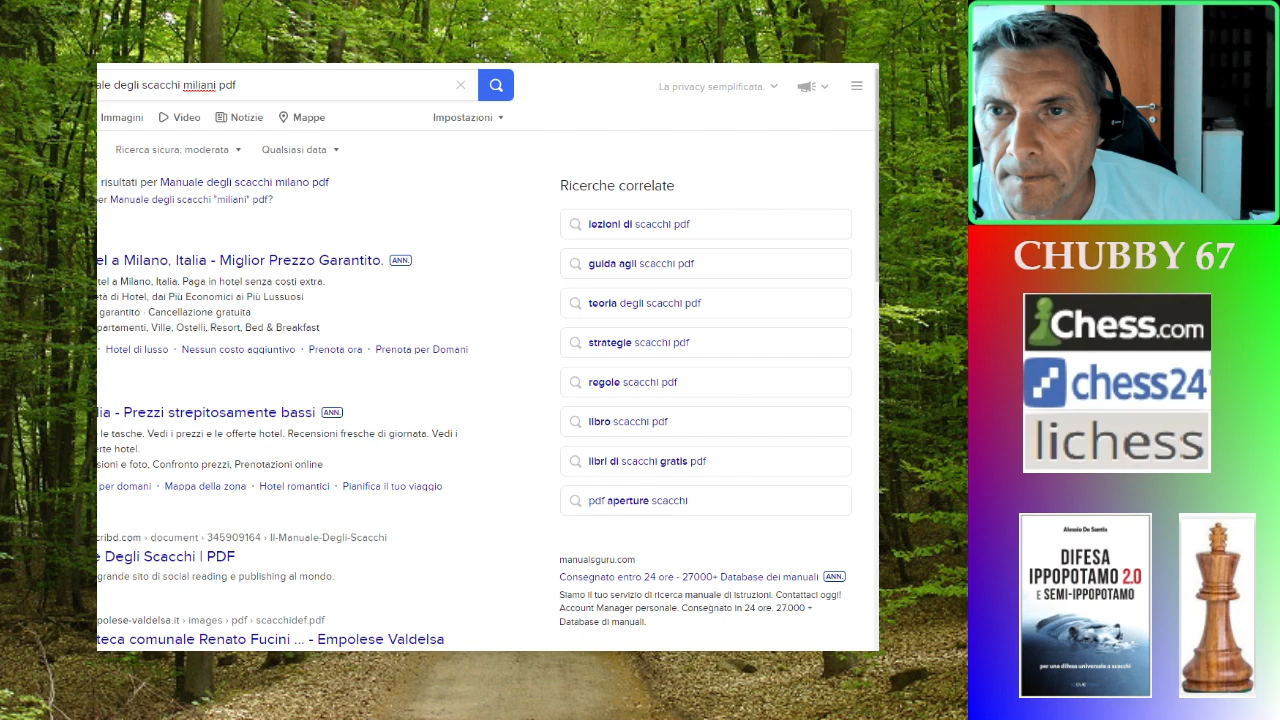 ale degli scacchi miliani pdf
La privacy semplificata.
Immagini
Video
Notizie
Mappe
Impostazioni
Ricerca sicura: moderata
Qualsiasi data
risultati per Manuale degli scacchi milano pdf
er Manuale degli scacchi "miliani" pdf?
el a Milano, Italia - Miglior Prezzo Garantito. ANN.
tel a Milano, Italia. Paga in hotel senza costi extra.
età di Hotel, dai Più Economici ai Più Lussuosi
garantito · Cancellazione gratuita
partamenti, Ville, Ostelli, Resort, Bed & Breakfast
· Hotel di lusso · Nessun costo aggiuntivo · Prenota ora · Prenota per Domani
lia - Prezzi strepitosamente bassi ANN.
le tasche. Vedi i prezzi e le offerte hotel. Recensioni fresche di giornata. Vedi i
erte hotel.
sioni e foto, Confronto prezzi, Prenotazioni online
per domani · Mappa della zona · Hotel romantici · Pianifica il tuo viaggio
cribd.com › document › 345909164 › Il-Manuale-Degli-Scacchi
e Degli Scacchi | PDF
grande sito di social reading e publishing al mondo.
polese-valdelsa.it › images › pdf › scacchidef.pdf
teca comunale Renato Fucini ... - Empolese Valdelsa
Ricerche correlate
lezioni di scacchi pdf
guida agli scacchi pdf
teoria degli scacchi pdf
strategie scacchi pdf
regole scacchi pdf
libro scacchi pdf
libri di scacchi gratis pdf
pdf aperture scacchi
manualsguru.com
Consegnato entro 24 ore - 27000+ Database dei manuali ANN.
Siamo il tuo servizio di ricerca manuale di istruzioni. Contattaci oggi!
Account Manager personale. Consegnato in 24 ore. 27.000 +
Database di manuali.
CHUBBY 67
Chess.com
chess24
lichess
Alessio De Santis
DIFESA
IPPOPOTAMO 2.0
E SEMI-IPPOPOTAMO
per una difesa universale a scacchi